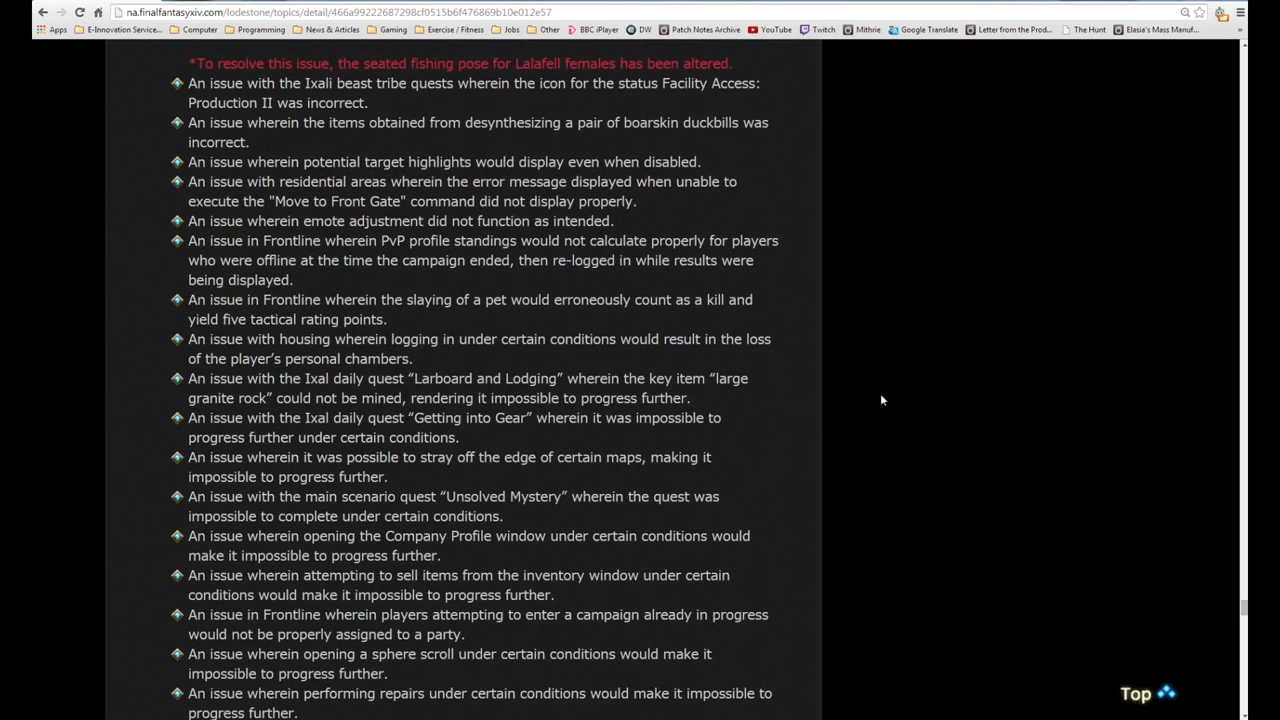 na.finalfantasyxiv.com/lodestone/topics/detail/466a99222687298cf0515b6f476869b10e012e57
Apps E-Innovation Service... Computer Programming News & Articles Gaming Exercise / Fitness Jobs Other BBC iPlayer DW Patch Notes Archive YouTube Twitch Mithrie Google Translate Letter from the Prod... The Hunt Elasia's Mass Manuf... »
*To resolve this issue, the seated fishing pose for Lalafell females has been altered.
An issue with the Ixali beast tribe quests wherein the icon for the status Facility Access:
Production II was incorrect.
An issue wherein the items obtained from desynthesizing a pair of boarskin duckbills was
incorrect.
An issue wherein potential target highlights would display even when disabled.
An issue with residential areas wherein the error message displayed when unable to
execute the "Move to Front Gate" command did not display properly.
An issue wherein emote adjustment did not function as intended.
An issue in Frontline wherein PvP profile standings would not calculate properly for players
who were offline at the time the campaign ended, then re-logged in while results were
being displayed.
An issue in Frontline wherein the slaying of a pet would erroneously count as a kill and
yield five tactical rating points.
An issue with housing wherein logging in under certain conditions would result in the loss
of the player’s personal chambers.
An issue with the Ixal daily quest “Larboard and Lodging” wherein the key item “large
granite rock” could not be mined, rendering it impossible to progress further.
An issue with the Ixal daily quest “Getting into Gear” wherein it was impossible to
progress further under certain conditions.
An issue wherein it was possible to stray off the edge of certain maps, making it
impossible to progress further.
An issue with the main scenario quest “Unsolved Mystery” wherein the quest was
impossible to complete under certain conditions.
An issue wherein opening the Company Profile window under certain conditions would
make it impossible to progress further.
An issue wherein attempting to sell items from the inventory window under certain
conditions would make it impossible to progress further.
An issue in Frontline wherein players attempting to enter a campaign already in progress
would not be properly assigned to a party.
An issue wherein opening a sphere scroll under certain conditions would make it
impossible to progress further.
An issue wherein performing repairs under certain conditions would make it impossible to
progress further.
Top